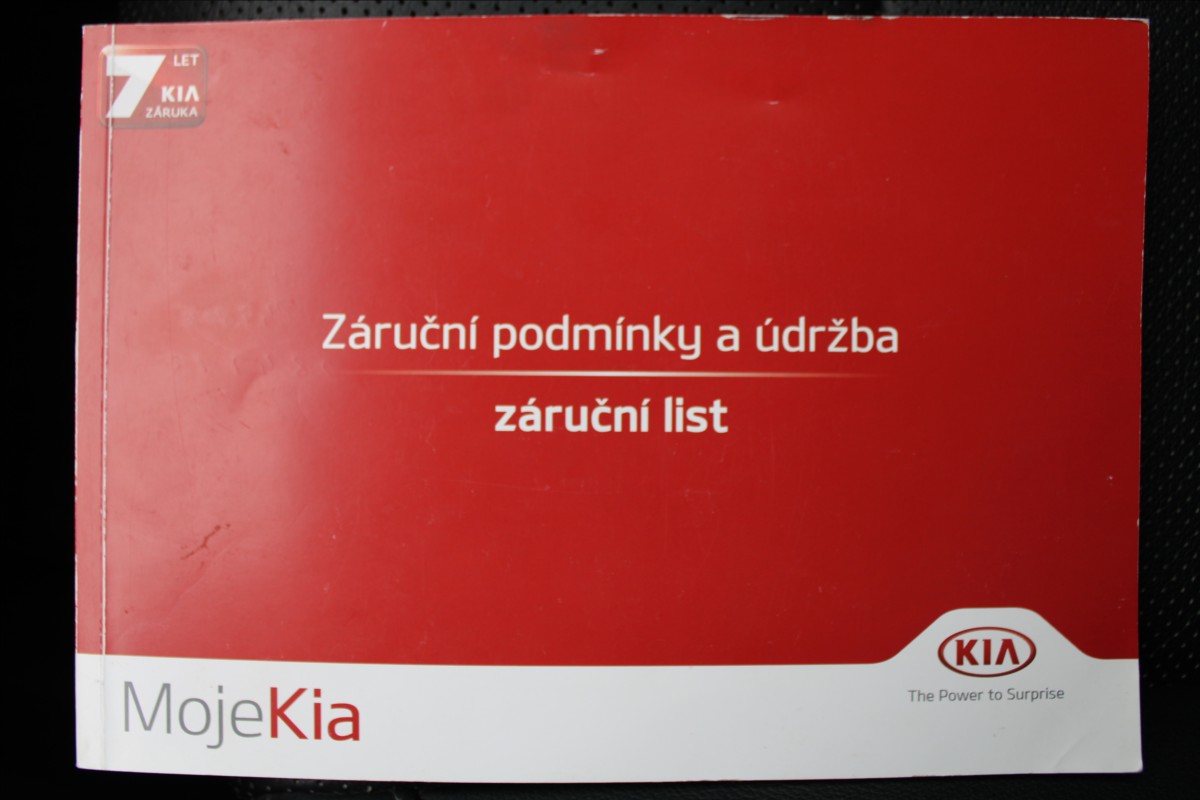 7 LET
KIA
ZÁRUKA
Záruční podmínky a údržba
záruční list
MojeKia
KIA
The Power to Surprise